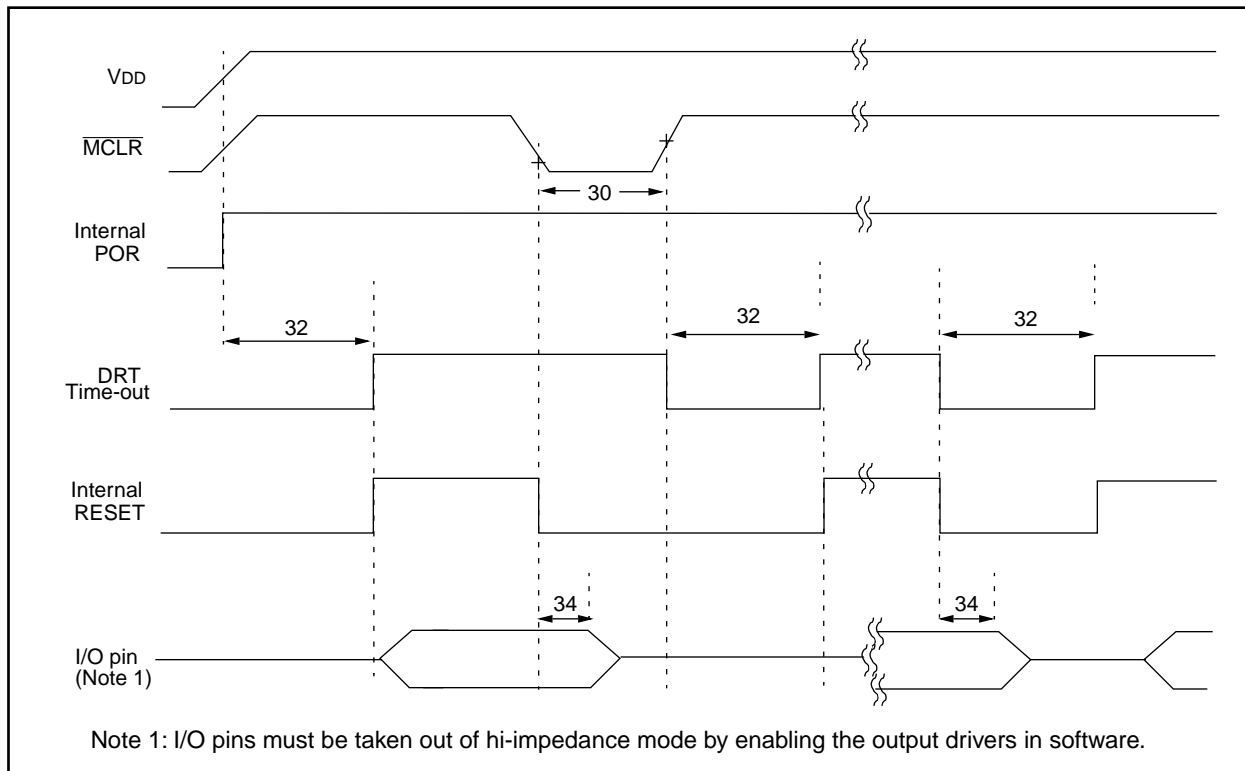 VDD
MCLR
30
Internal
POR
32
32
32
DRT
Time-out
Internal
RESET
34
34
I/O pin
(Note 1)
Note 1: I/O pins must be taken out of hi-impedance mode by enabling the output drivers in software.